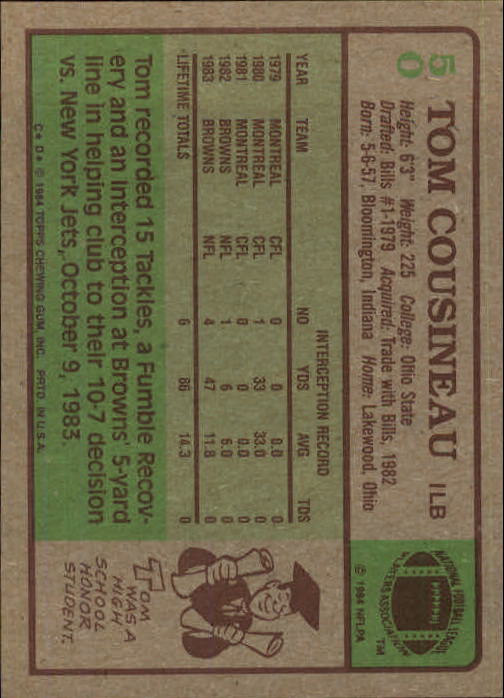 50
TOM COUSINEAU ILB
Height: 6'3" Weight: 225 College: Ohio State
Drafted: Bills #1-1979 Acquired: Trade with Bills, 1982
Born: 5-6-57, Bloomington, Indiana Home: Lakewood, Ohio
NATIONAL FOOTBALL LEAGUE
PLAYERS ASSOCIATION
TM
© 1984 NFLPA
INTERCEPTION RECORD
YEAR TEAM NO YDS AVG TDS
1979 MONTREAL CFL 0 0 0.0 0
1980 MONTREAL CFL 1 33 33.0 0
1981 MONTREAL CFL 0 0 0.0 0
1982 BROWNS NFL 1 6 6.0 0
1983 BROWNS NFL 4 47 11.8 0
LIFETIME TOTALS 6 86 14.3 0
Tom recorded 15 Tackles, a Fumble Recov-
ery and an Interception at Browns' 5-yard
line in helping club to their 10-7 decision
vs. New York Jets, October 9, 1983.
TOM
WAS A
HIGH
SCHOOL
HONOR
STUDENT.
C* D* © 1984 TOPPS CHEWING GUM, INC. PRTD. IN U.S.A.